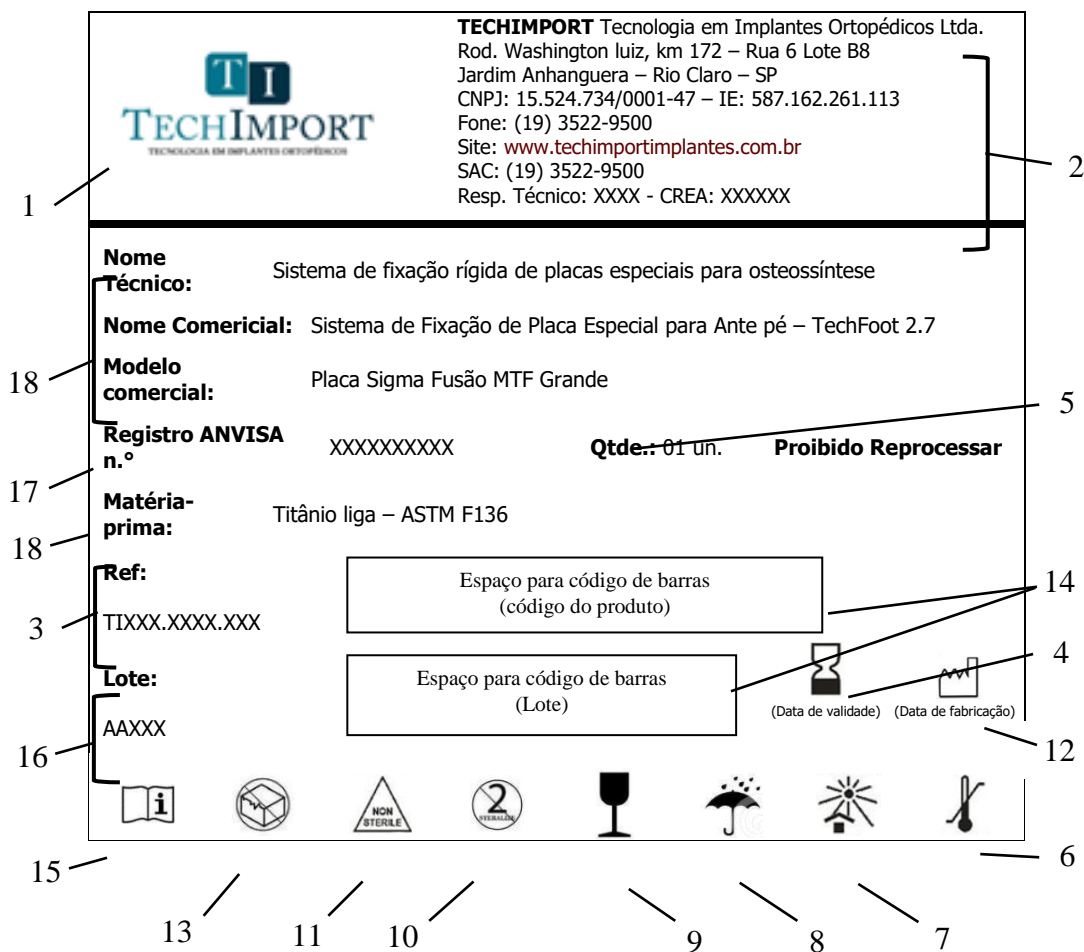 TI
TECHIMPORT
TECNOLOGIA EM IMPLANTES ORTOPÉDICOS
TECHIMPORT Tecnologia em Implantes Ortopédicos Ltda.
Rod. Washington luiz, km 172 – Rua 6 Lote B8
Jardim Anhanguera – Rio Claro – SP
CNPJ: 15.524.734/0001-47 – IE: 587.162.261.113
Fone: (19) 3522-9500
Site: www.techimportimplantes.com.br
SAC: (19) 3522-9500
Resp. Técnico: XXXX - CREA: XXXXXX
1
2
Nome
Técnico:
Sistema de fixação rígida de placas especiais para osteossíntese
Nome Comericial: Sistema de Fixação de Placa Especial para Ante pé – TechFoot 2.7
18
Modelo
comercial:
Placa Sigma Fusão MTF Grande
5
Registro ANVISA
n.°
XXXXXXXXXX
Qtde.: 01 un.
Proibido Reprocessar
17
Matéria-
prima:
Titânio liga – ASTM F136
18
Ref:
TIXXX.XXXX.XXX
3
Espaço para código de barras
(código do produto)
14
Lote:
AAXXX
16
Espaço para código de barras
(Lote)
4
(Data de validade)
(Data de fabricação)
12
i
NON
STERILE
2
STERALIZE
6
15
13
11
10
9
8
7